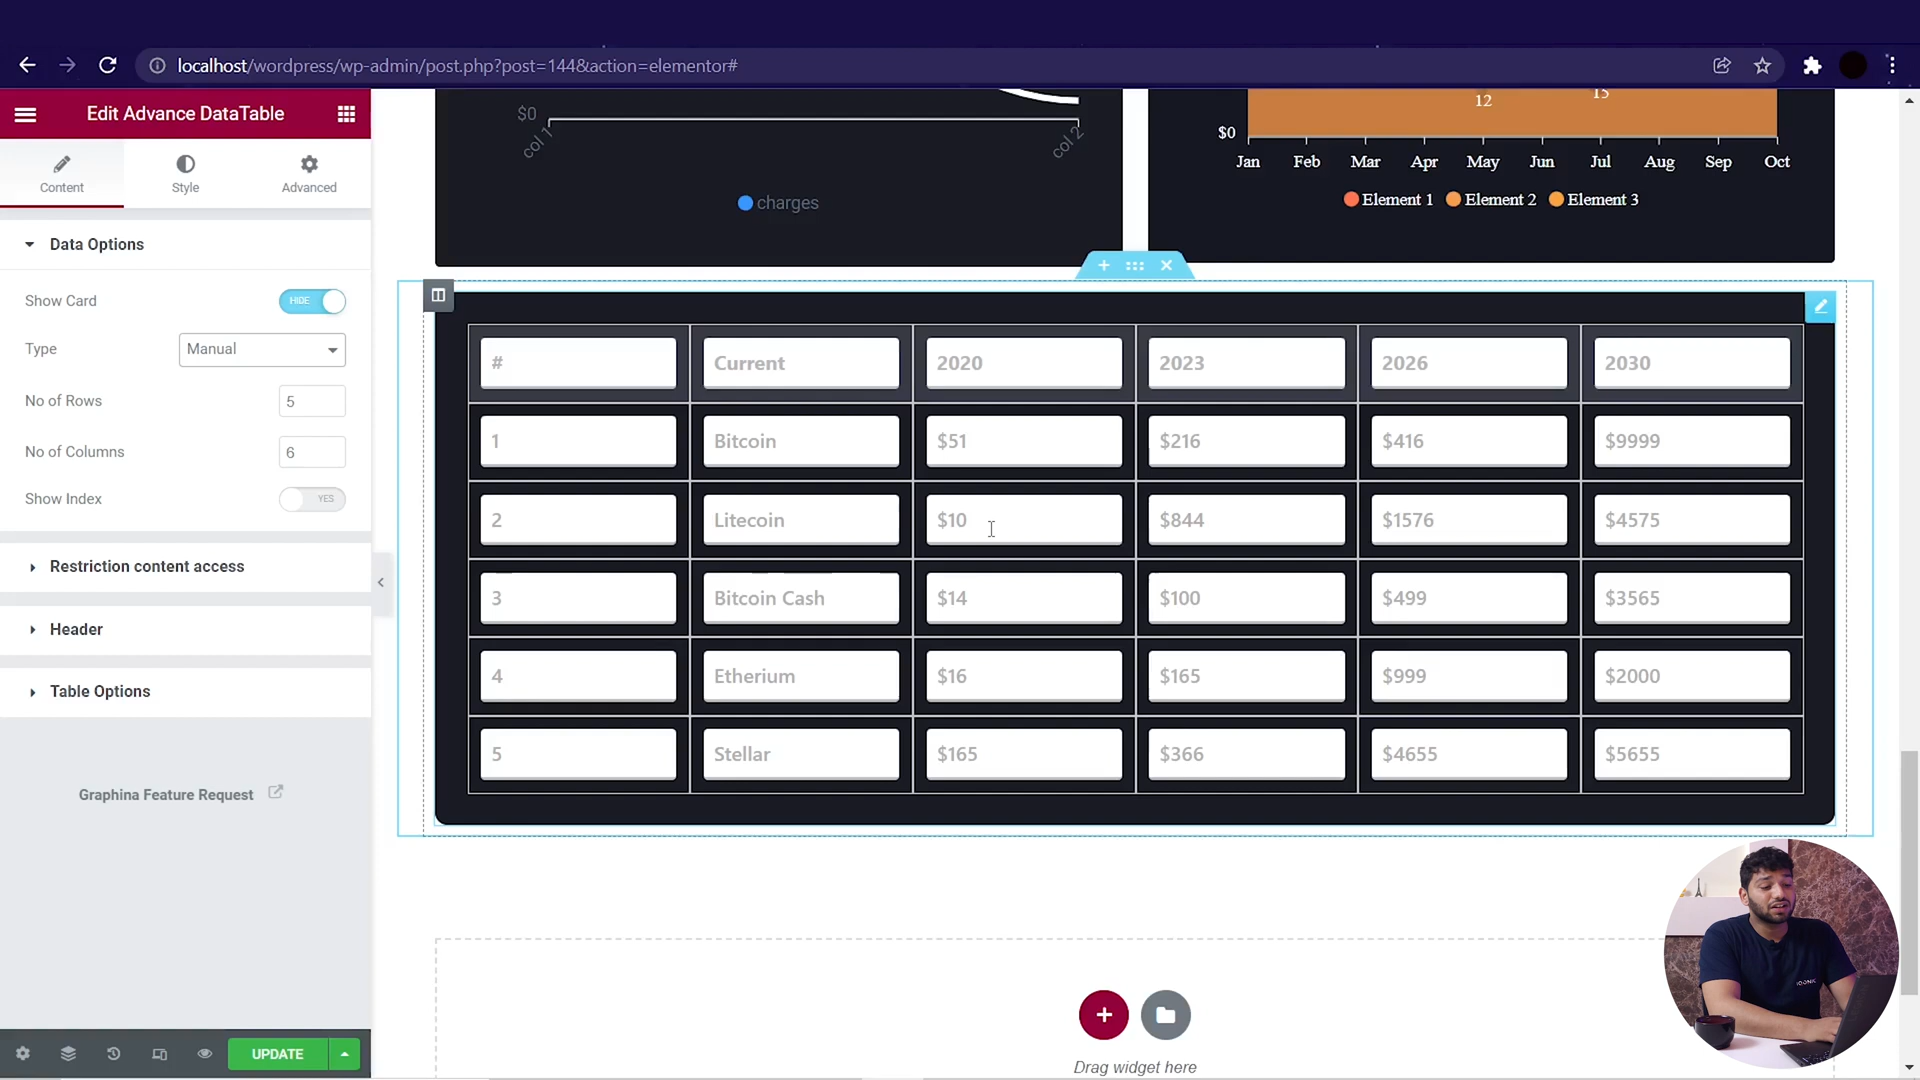 localhost/wordpress/wp-admin/post.php?post=144&action=elementor#
Edit Advance DataTable
Content
Style
Advanced
Data Options
Show Card
HIDE
Type
Manual
No of Rows
5
No of Columns
6
Show Index
YES
Restriction content access
Header
Table Options
Graphina Feature Request
UPDATE
$0
col 1
col 2
charges
12
15
$0
Jan Feb Mar Apr May Jun Jul Aug Sep Oct
Element 1 Element 2 Element 3
# Current 2020 2023 2026 2030
1 Bitcoin $51 $216 $416 $9999
2 Litecoin $10 $844 $1576 $4575
3 Bitcoin Cash $14 $100 $499 $3565
4 Etherium $16 $165 $999 $2000
5 Stellar $165 $366 $4655 $5655
Drag widget here